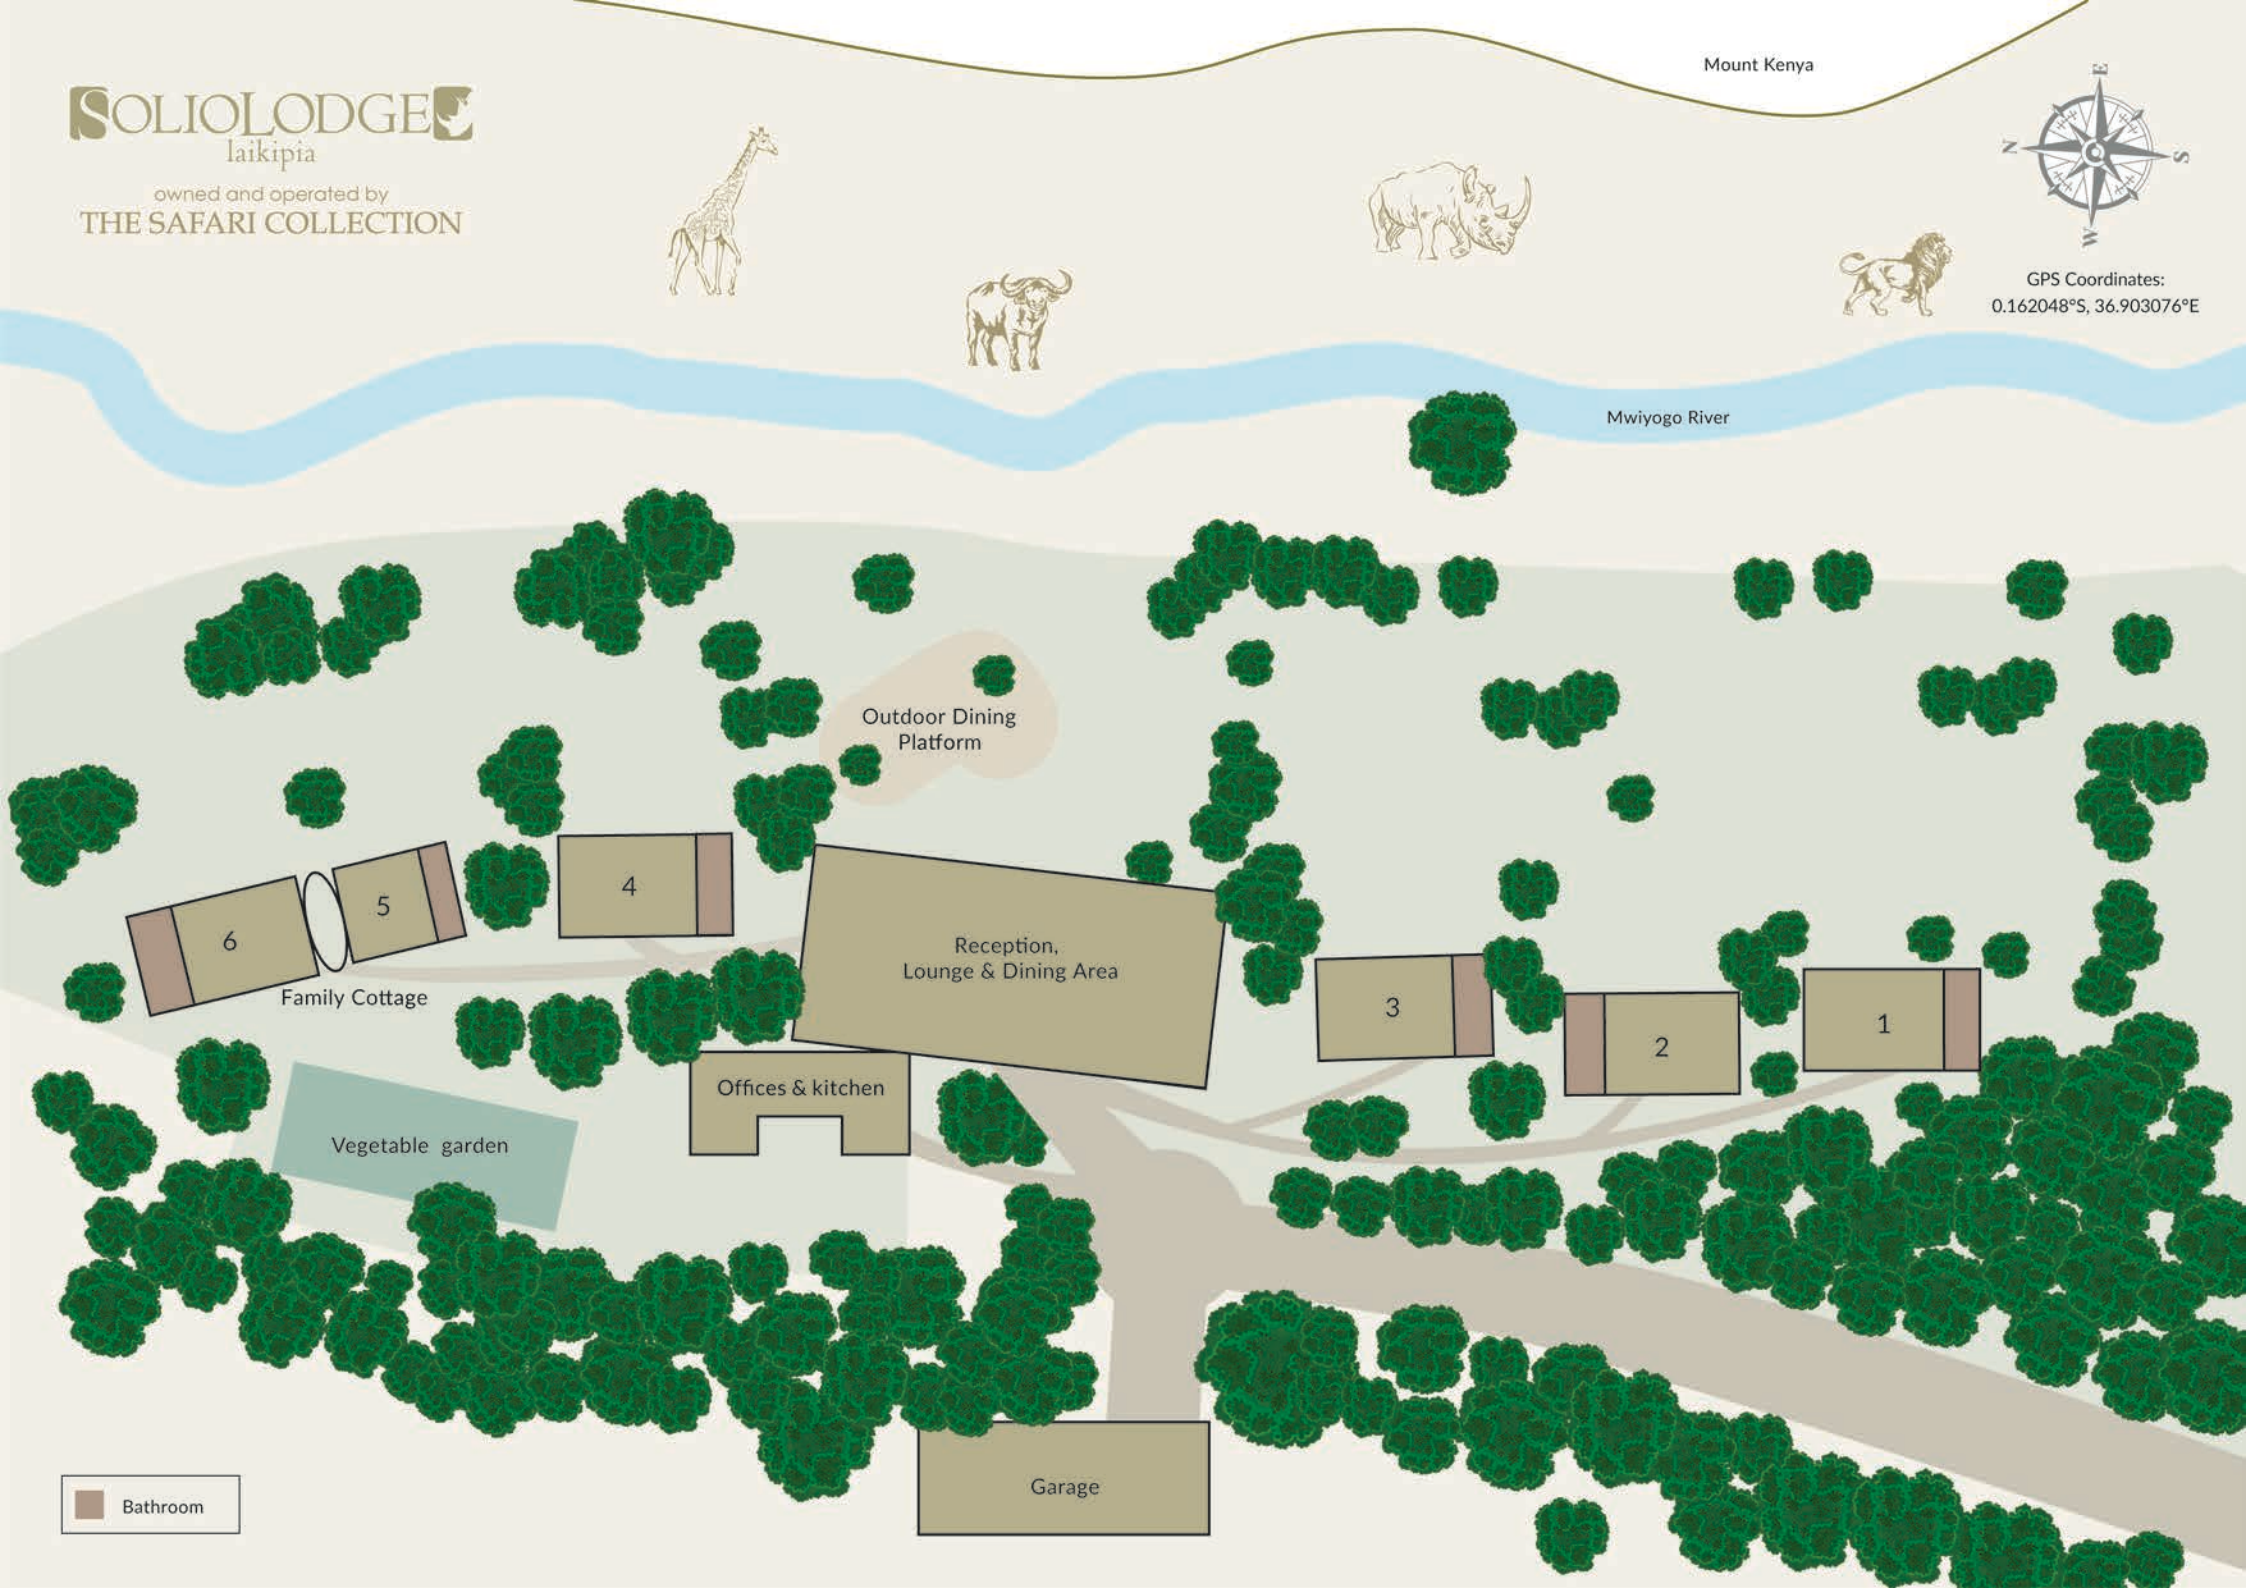 SOLIOLODGE
laikipia
owned and operated by
THE SAFARI COLLECTION
Mount Kenya
E
N
S
W
GPS Coordinates:
0.162048°S, 36.903076°E
Mwiyogo River
Outdoor Dining
Platform
6
5
4
Reception,
Lounge & Dining Area
3
2
1
Family Cottage
Offices & kitchen
Vegetable garden
Garage
Bathroom